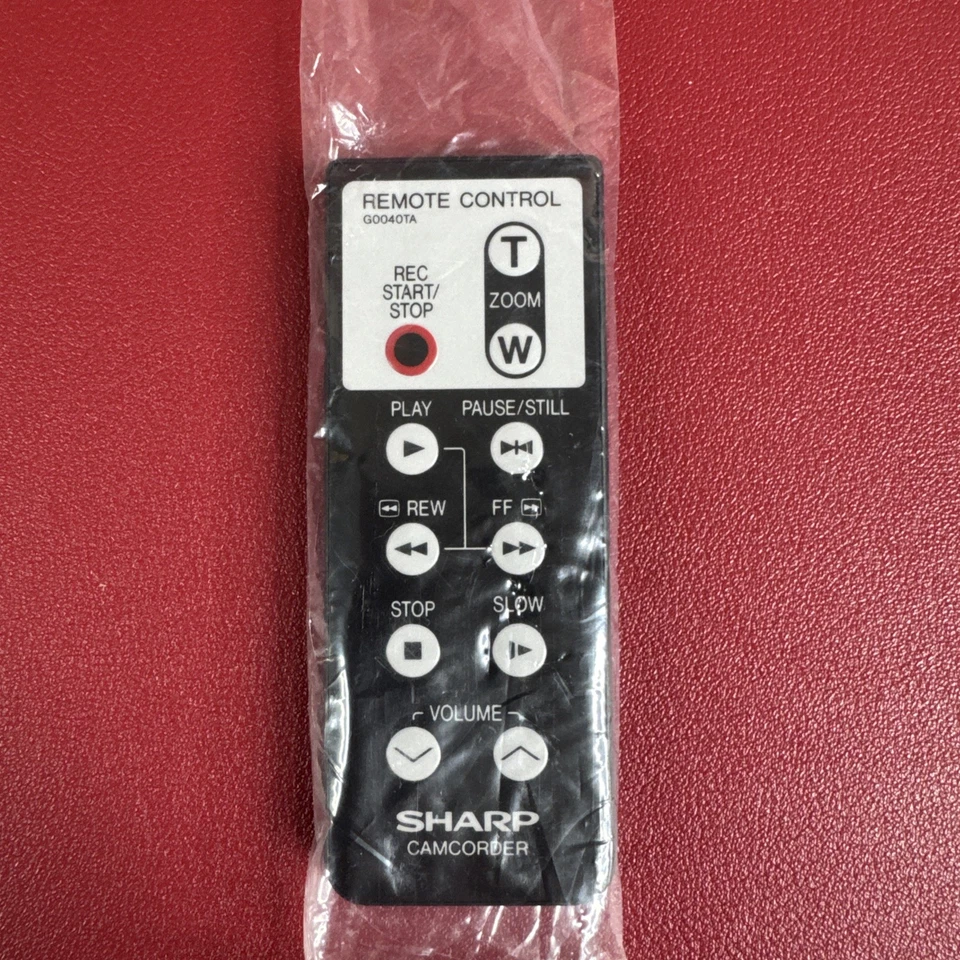 REMOTE CONTROL
G0040TA
T
REC
START/
STOP
ZOOM
W
PLAY PAUSE/STILL
REW FF
STOP SLOW
VOLUME
SHARP
CAMCORDER